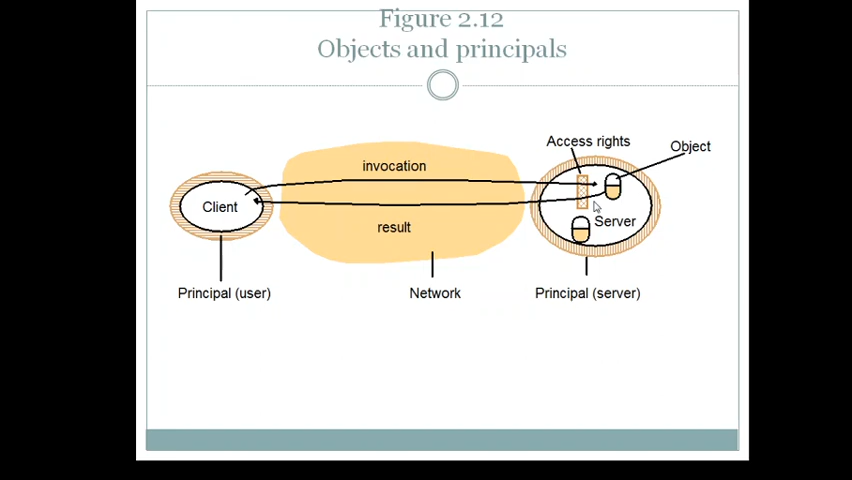 Figure 2.12
Objects and principals
Access rights
Object
invocation
Client
result
Server
Principal (user)
Network
Principal (server)